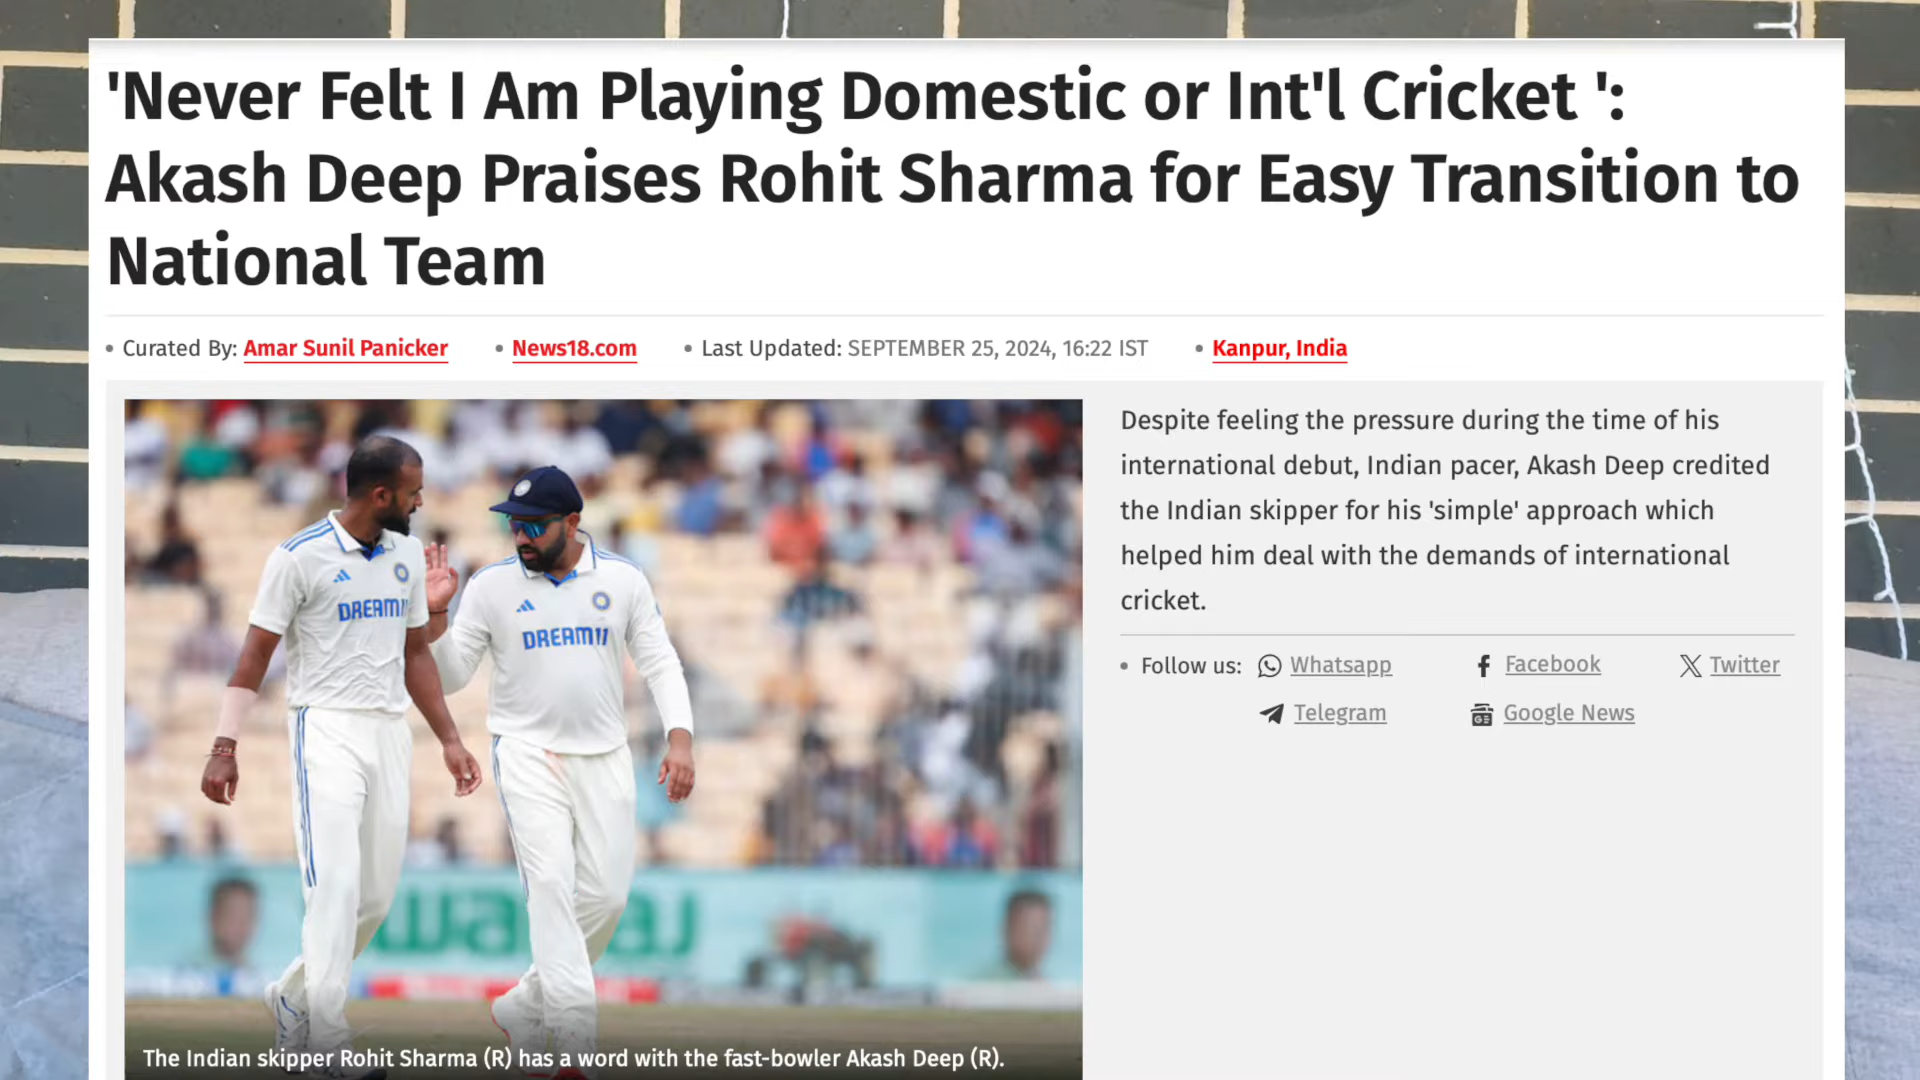 'Never Felt I Am Playing Domestic or Int'l Cricket ':
Akash Deep Praises Rohit Sharma for Easy Transition to
National Team
• Curated By: Amar Sunil Panicker • News18.com • Last Updated: SEPTEMBER 25, 2024, 16:22 IST • Kanpur, India
Despite feeling the pressure during the time of his
international debut, Indian pacer, Akash Deep credited
the Indian skipper for his 'simple' approach which
helped him deal with the demands of international
cricket.
• Follow us: Whatsapp Facebook Twitter
Telegram Google News
DREAM11
DREAM11
The Indian skipper Rohit Sharma (R) has a word with the fast-bowler Akash Deep (R).